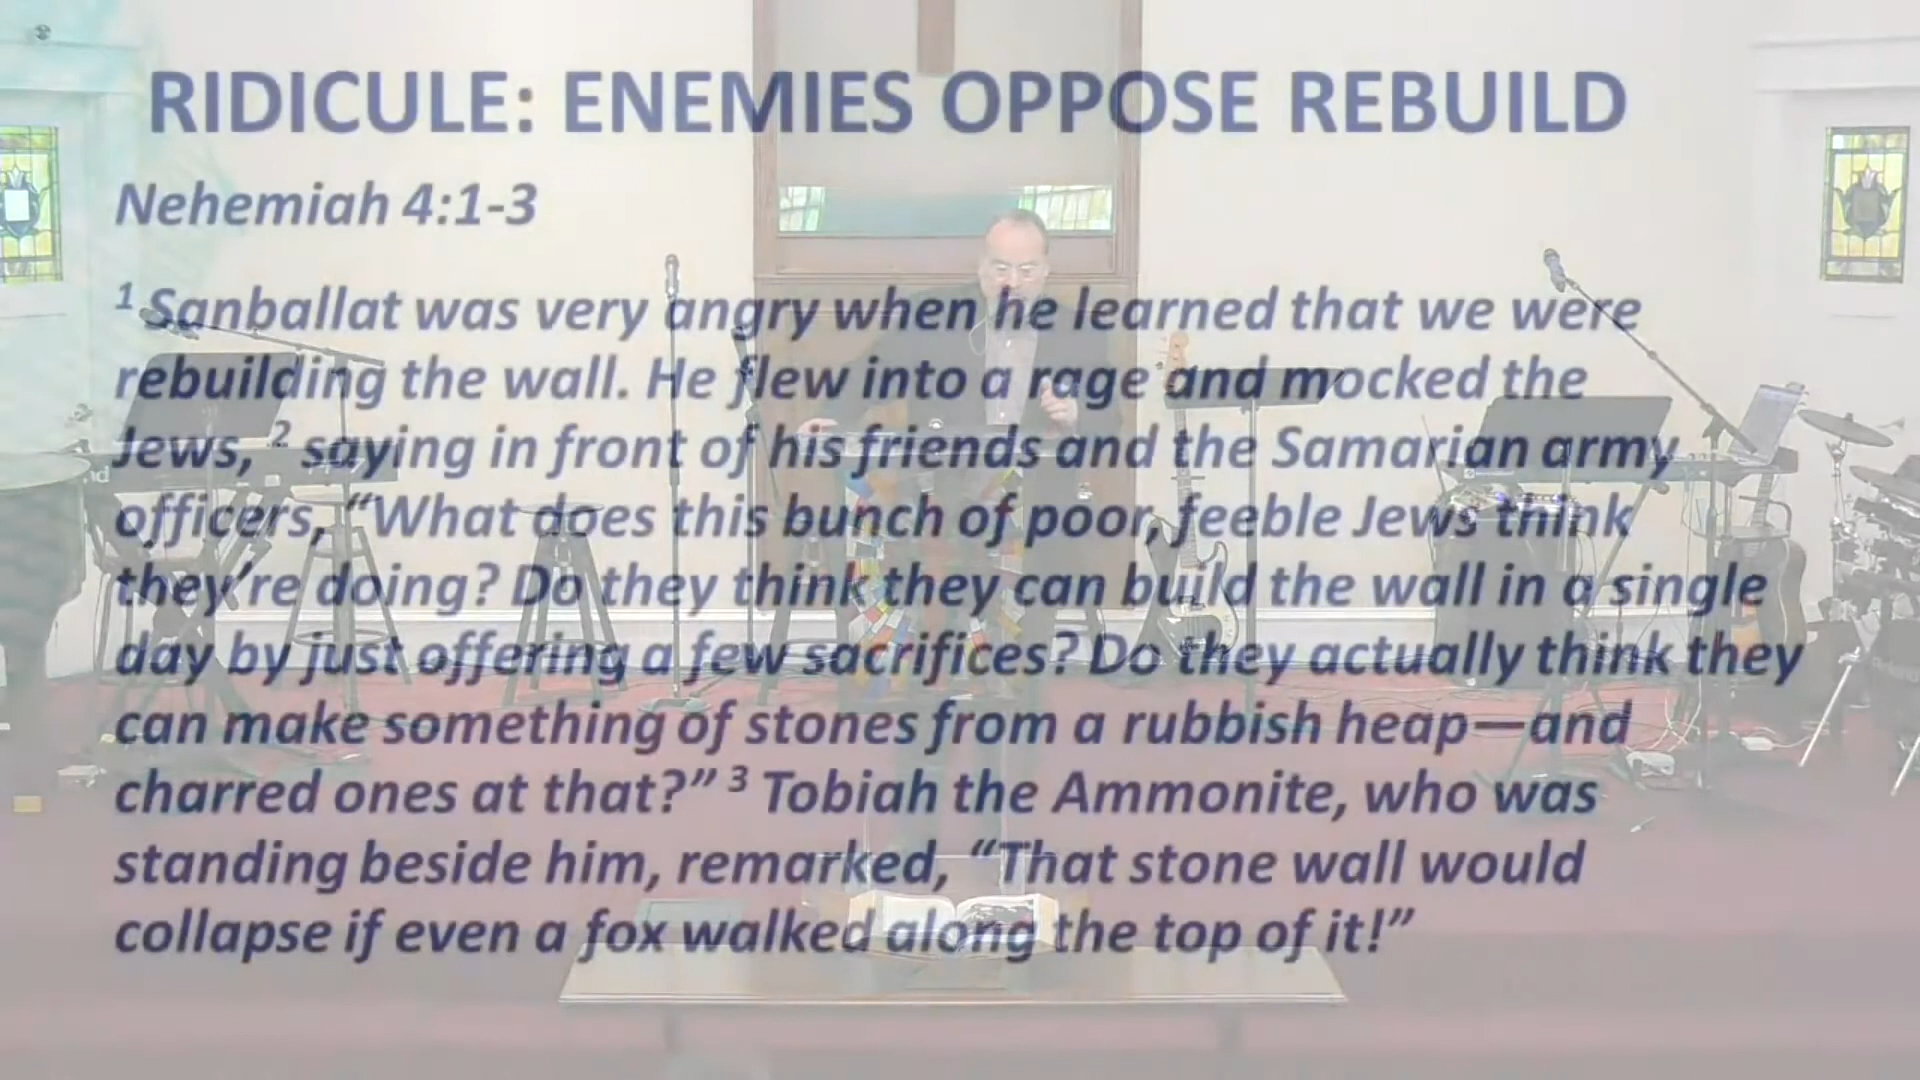 RIDICULE: ENEMIES OPPOSE REBUILD
Nehemiah 4:1-3
1 Sanballat was very angry when he learned that we were
rebuilding the wall. He flew into a rage and mocked the
Jews, 2 saying in front of his friends and the Samarian army
officers, “What does this bunch of poor, feeble Jews think
they’re doing? Do they think they can build the wall in a single
day by just offering a few sacrifices? Do they actually think they
can make something of stones from a rubbish heap—and
charred ones at that?” 3 Tobiah the Ammonite, who was
standing beside him, remarked, “That stone wall would
collapse if even a fox walked along the top of it!”